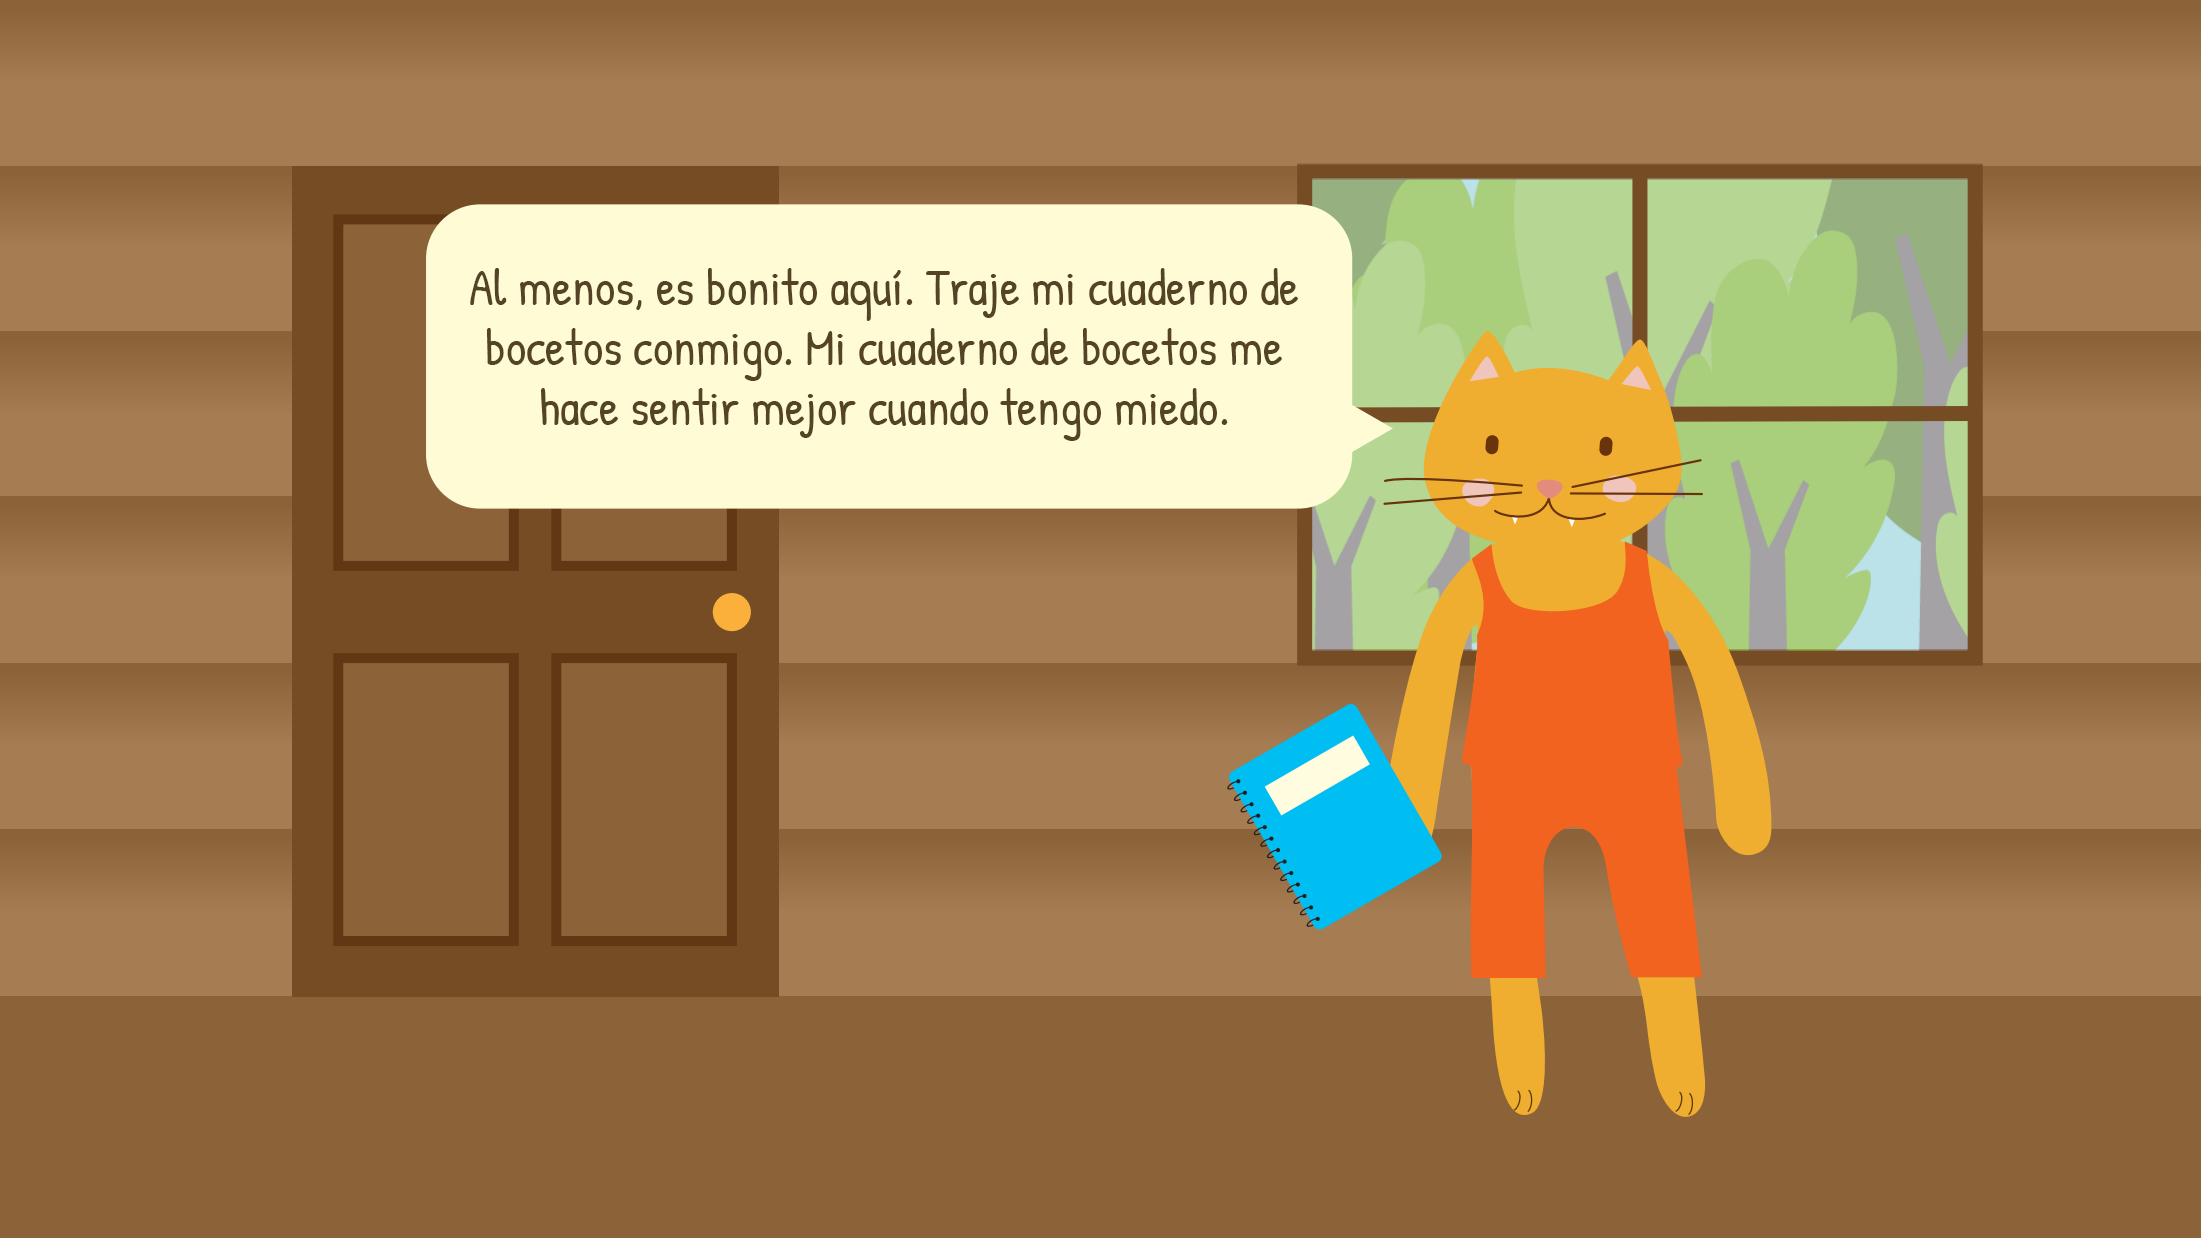 Al menos, es bonito aquí. Traje mi cuaderno de
bocetos conmigo. Mi cuaderno de bocetos me
hace sentir mejor cuando tengo miedo.